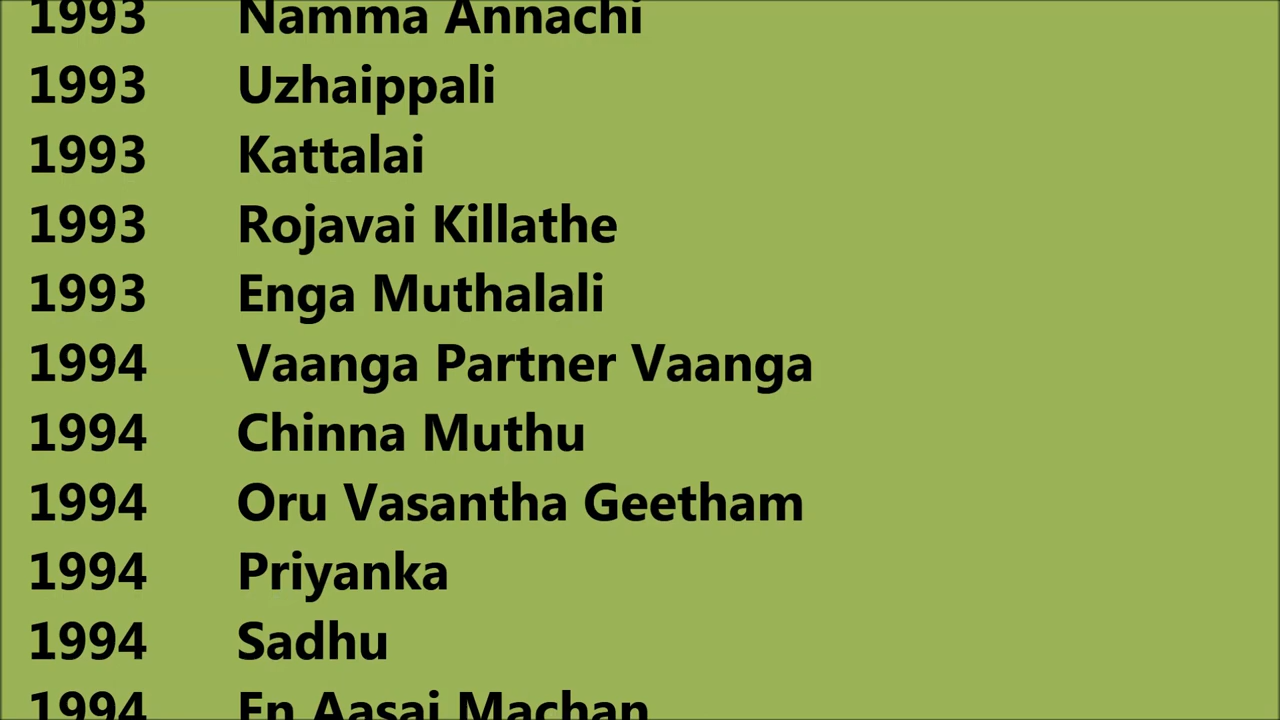 1993 Namma Annachi
1993 Uzhaippali
1993 Kattalai
1993 Rojavai Killathe
1993 Enga Muthalali
1994 Vaanga Partner Vaanga
1994 Chinna Muthu
1994 Oru Vasantha Geetham
1994 Priyanka
1994 Sadhu
1994 En Aasai Machan